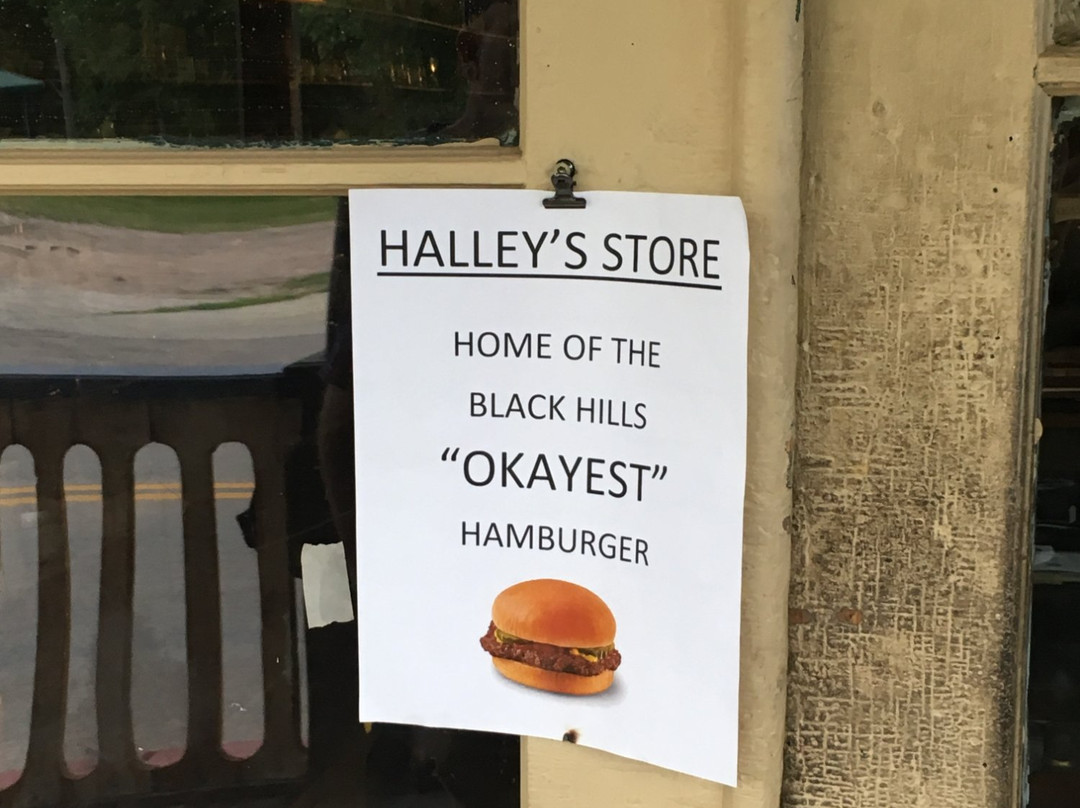 HALLEY'S STORE
HOME OF THE
BLACK HILLS
“OKAYEST”
HAMBURGER